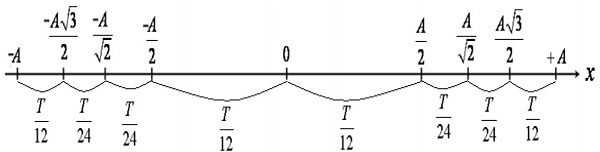 -A -A√3/2 -A/√2 -A/2 0 A/2 A/√2 A√3/2 +A x
T/12 T/24 T/24 T/12 T/12 T/24 T/24 T/12